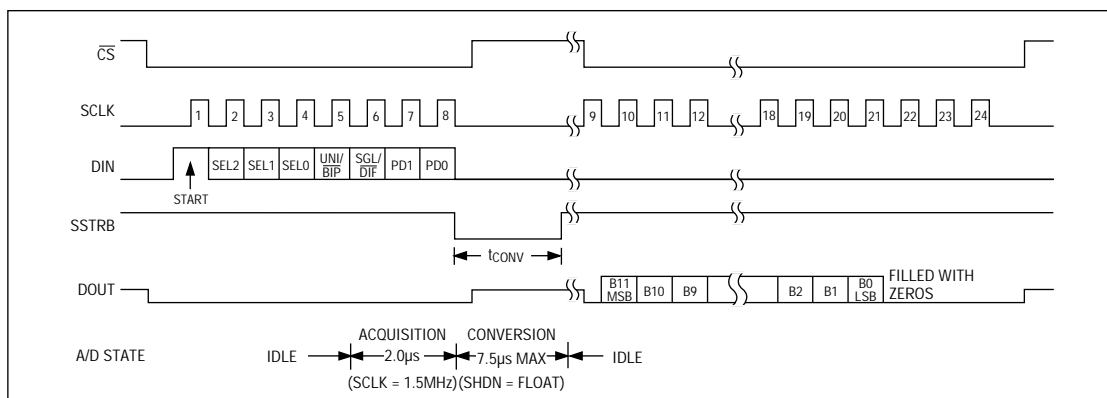 CS
SCLK
1 2 3 4 5 6 7 8 9 10 11 12 18 19 20 21 22 23 24
DIN
SEL2 SEL1 SEL0 UNI/ BIP SGL/ DIF PD1 PD0
START
SSTRB
tCONV
DOUT
B11 MSB B10 B9 B2 B1 B0 LSB
FILLED WITH
ZEROS
A/D STATE
IDLE
ACQUISITION
2.0µs
(SCLK = 1.5MHz)
CONVERSION
7.5µs MAX
(SHDN = FLOAT)
IDLE